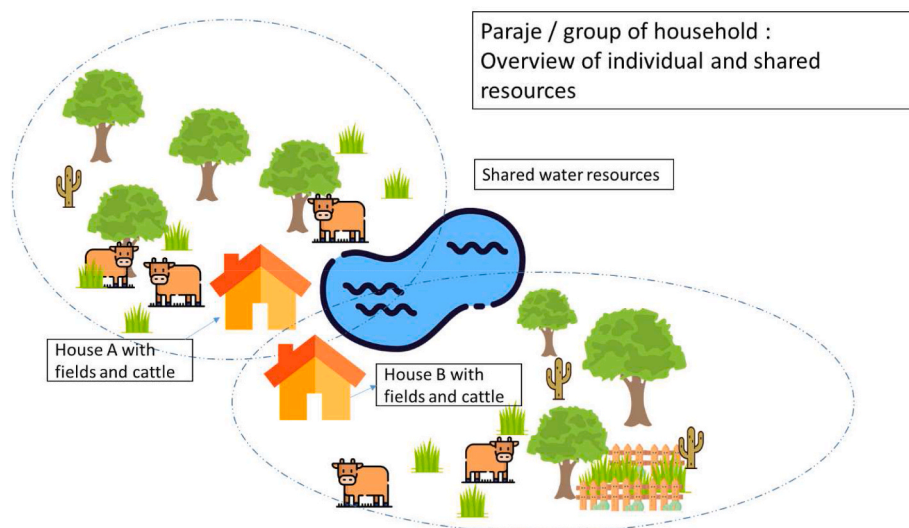 Paraje / group of household :
Overview of individual and shared
resources
Shared water resources
House A with
fields and cattle
House B with
fields and cattle